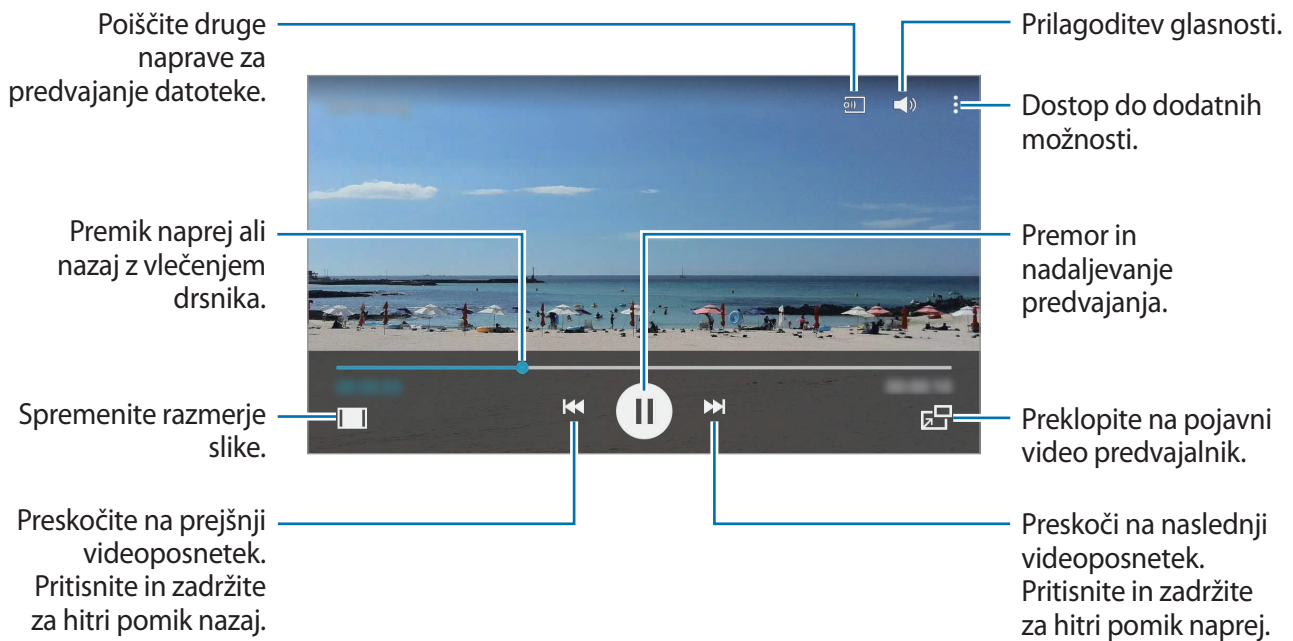 Poiščite druge
naprave za
predvajanje datoteke.
Prilagoditev glasnosti.
Dostop do dodatnih
možnosti.
Premik naprej ali
nazaj z vlečenjem
drsnika.
Premor in
nadaljevanje
predvajanja.
Spremenite razmerje
slike.
Preklopite na pojavni
video predvajalnik.
Preskočite na prejšnji
videoposnetek.
Pritisnite in zadržite
za hitri pomik nazaj.
Preskoči na naslednji
videoposnetek.
Pritisnite in zadržite
za hitri pomik naprej.